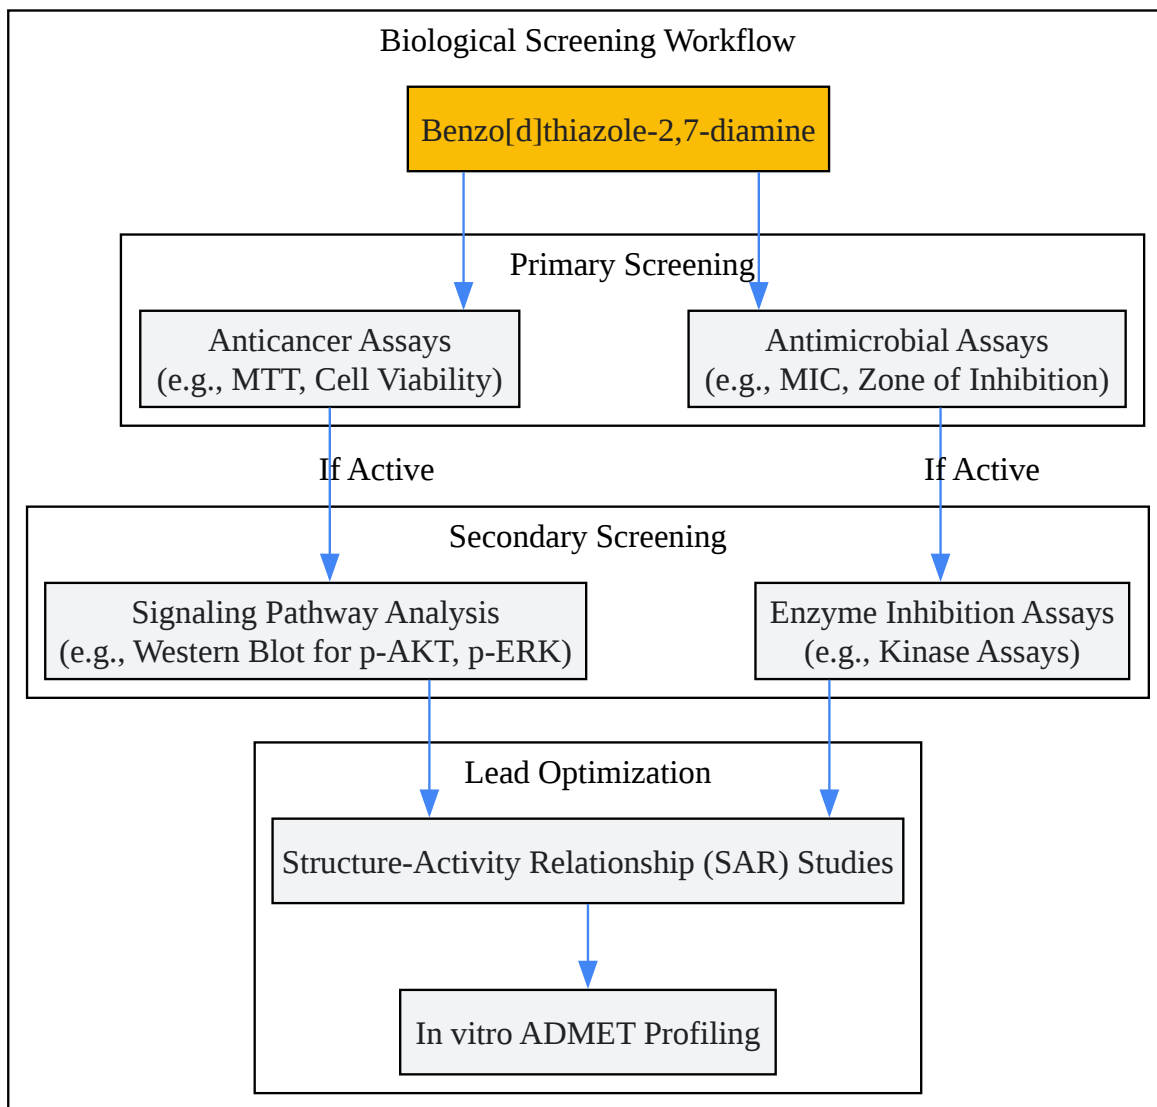 Biological Screening Workflow
Benzo[d]thiazole-2,7-diamine
Primary Screening
Anticancer Assays
(e.g., MTT, Cell Viability)
Antimicrobial Assays
(e.g., MIC, Zone of Inhibition)
If Active
If Active
Secondary Screening
Signaling Pathway Analysis
(e.g., Western Blot for p-AKT, p-ERK)
Enzyme Inhibition Assays
(e.g., Kinase Assays)
Lead Optimization
Structure-Activity Relationship (SAR) Studies
In vitro ADMET Profiling